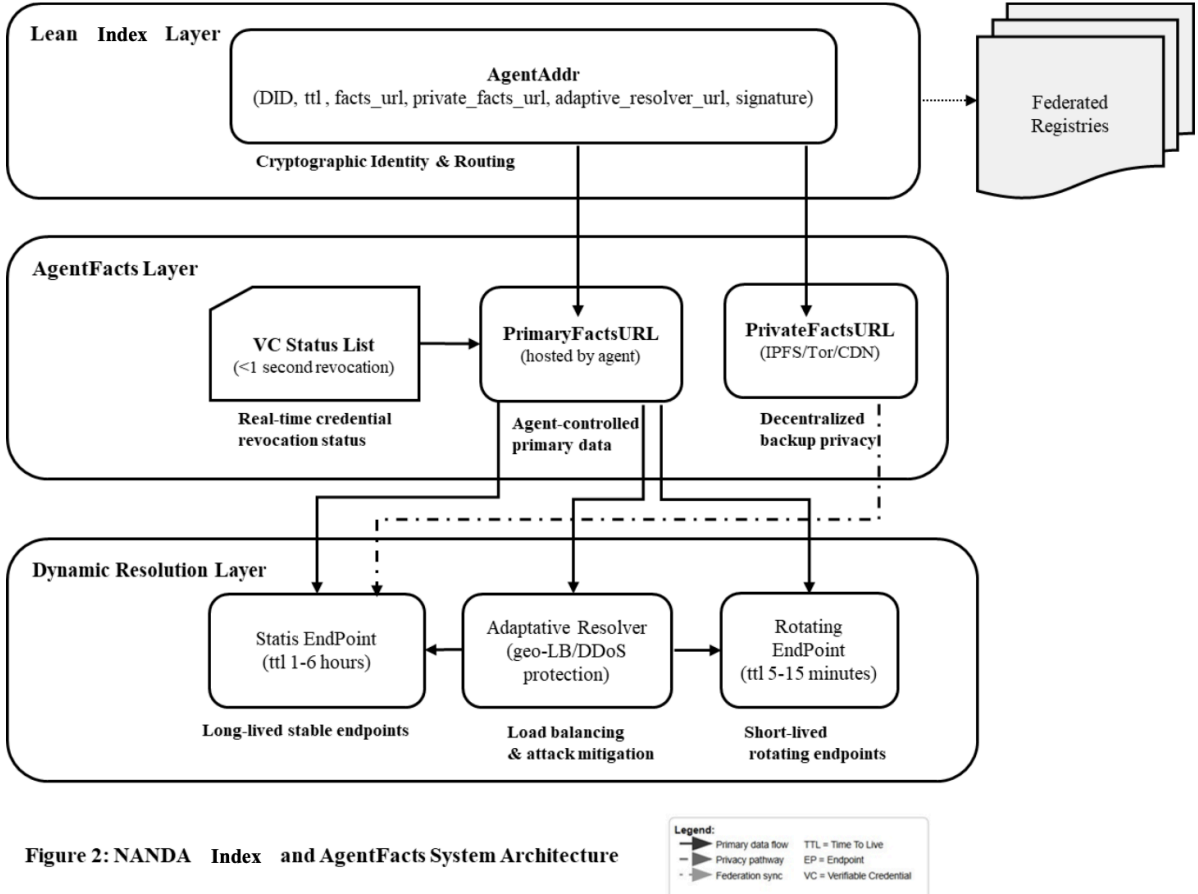 Lean Index Layer
AgentAddr
(DID, ttl , facts_url, private_facts_url, adaptive_resolver_url, signature)
Cryptographic Identity & Routing
Federated
Registries
AgentFacts Layer
VC Status List
(<1 second revocation)
Real-time credential
revocation status
PrimaryFactsURL
(hosted by agent)
Agent-controlled
primary data
PrivateFactsURL
(IPFS/Tor/CDN)
Decentralized
backup privacy
Dynamic Resolution Layer
Statis EndPoint
(ttl 1-6 hours)
Long-lived stable endpoints
Adaptative Resolver
(geo-LB/DDoS
protection)
Load balancing
& attack mitigation
Rotating
EndPoint
(ttl 5-15 minutes)
Short-lived
rotating endpoints
Figure 2: NANDA Index and AgentFacts System Architecture
Legend:
Primary data flow TTL = Time To Live
Privacy pathway EP = Endpoint
Federation sync VC = Verifiable Credential